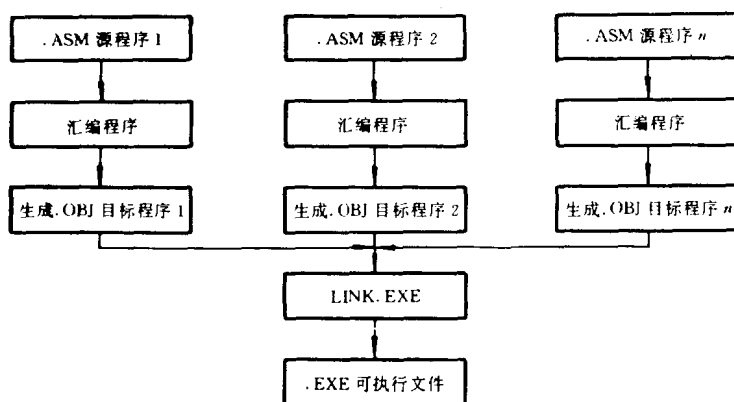 .ASM 源程序 1
.ASM 源程序 2
.ASM 源程序 n
汇编程序
汇编程序
汇编程序
生成.OBJ 目标程序 1
生成.OBJ 目标程序 2
生成.OBJ 目标程序 n
LINK.EXE
.EXE 可执行文件